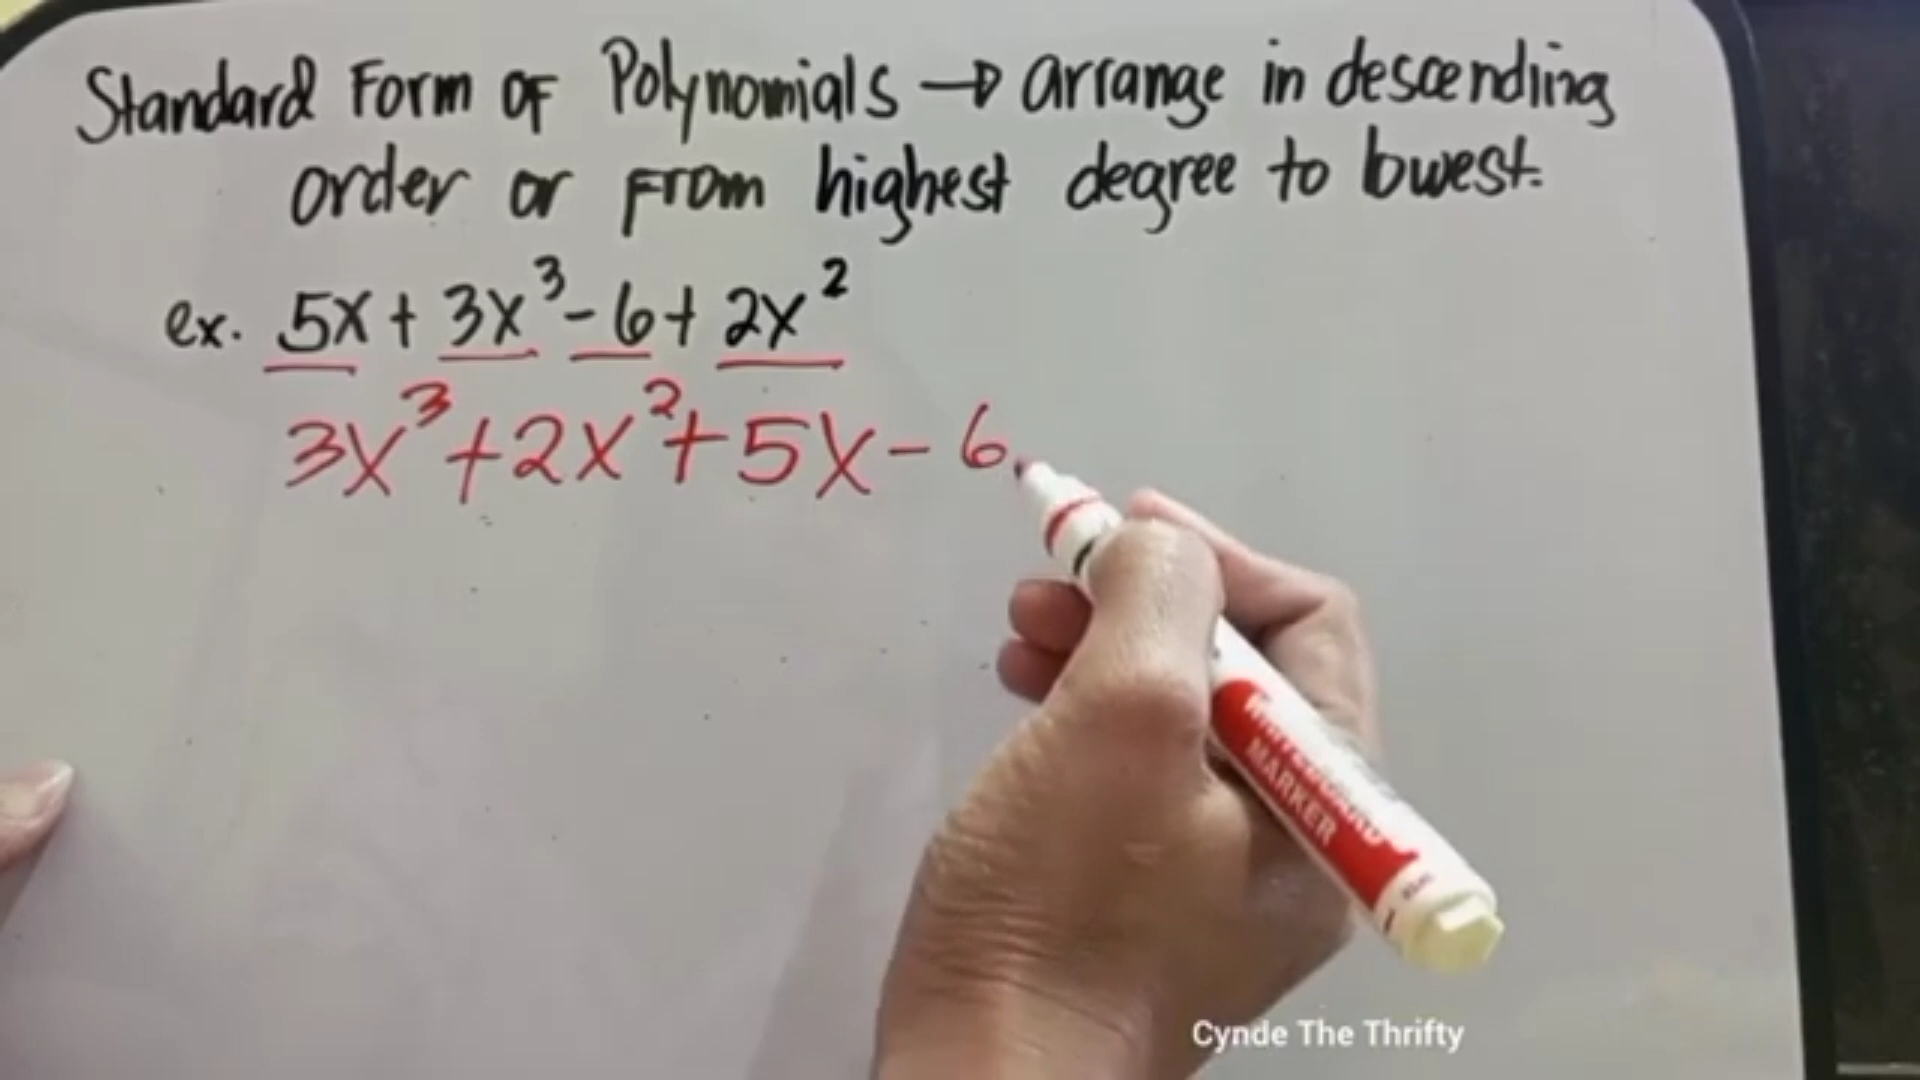 Standard Form of Polynomials → arrange in descending
order or from highest degree to lowest.
ex. 5x + 3x³ - 6 + 2x²
3x³ + 2x² + 5x - 6
MARKER
Cynde The Thrifty